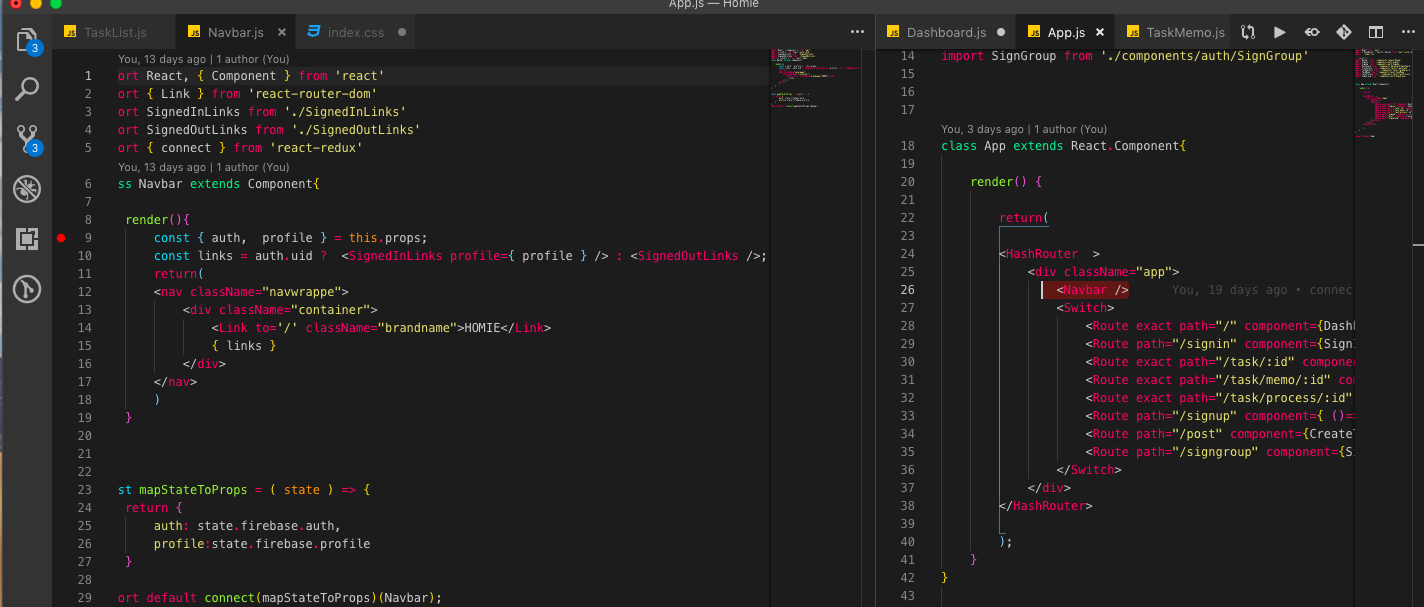 App.js — Homie
TaskList.js
Navbar.js
index.css
3
3
You, 13 days ago | 1 author (You)
1 ort React, { Component } from 'react'
2 ort { Link } from 'react-router-dom'
3 ort SignedInLinks from './SignedInLinks'
4 ort SignedOutLinks from './SignedOutLinks'
5 ort { connect } from 'react-redux'
You, 13 days ago | 1 author (You)
6 ss Navbar extends Component{
7
8 render(){
9 const { auth,  profile } = this.props;
10 const links = auth.uid ?  <SignedInLinks profile={ profile } /> : <SignedOutLinks />;
11 return(
12 <nav className="navwrappe">
13 <div className="container">
14 <Link to='/' className="brandname">HOMIE</Link>
15 { links }
16 </div>
17 </nav>
18 )
19 }
20
21
22
23 st mapStateToProps = ( state ) => {
24 return {
25 auth: state.firebase.auth,
26 profile:state.firebase.profile
27 }
28
29 ort default connect(mapStateToProps)(Navbar);
Dashboard.js
App.js
TaskMemo.js
14 import SignGroup from './components/auth/SignGroup'
15
16
17
You, 3 days ago | 1 author (You)
18 class App extends React.Component{
19
20 render() {
21
22 return(
23
24 <HashRouter  >
25 <div className="app">
26 <Navbar /> You, 19 days ago • connec
27 <Switch>
28 <Route exact path="/" component={Dash
29 <Route path="/signin" component={Sign
30 <Route exact path="/task/:id" compone
31 <Route exact path="/task/memo/:id" co
32 <Route exact path="/task/process/:id"
33 <Route path="/signup" component={ ()=
34 <Route path="/post" component={Create
35 <Route path="/signgroup" component={S
36 </Switch>
37 </div>
38 </HashRouter>
39
40 );
41 }
42 }
43